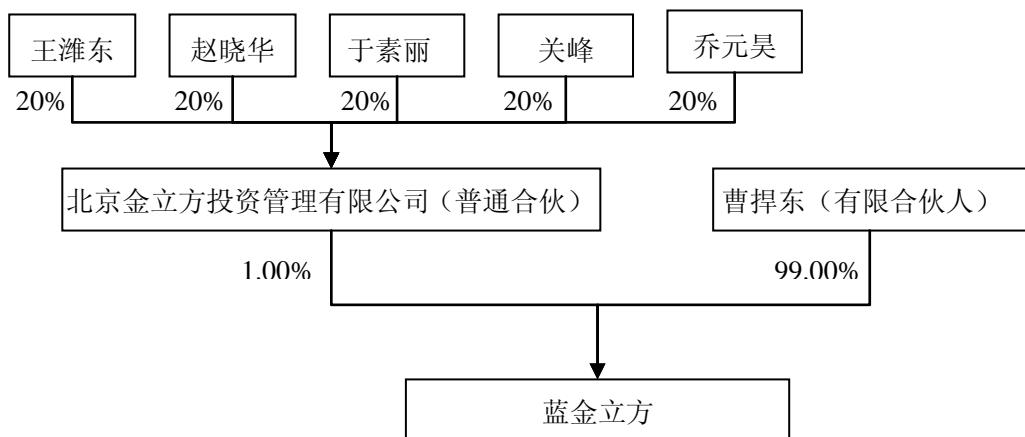 王潍东 赵晓华 于素丽 关峰 乔元昊
20% 20% 20% 20% 20%
北京金立方投资管理有限公司（普通合伙） 曹捍东（有限合伙人）
1.00% 99.00%
蓝金立方